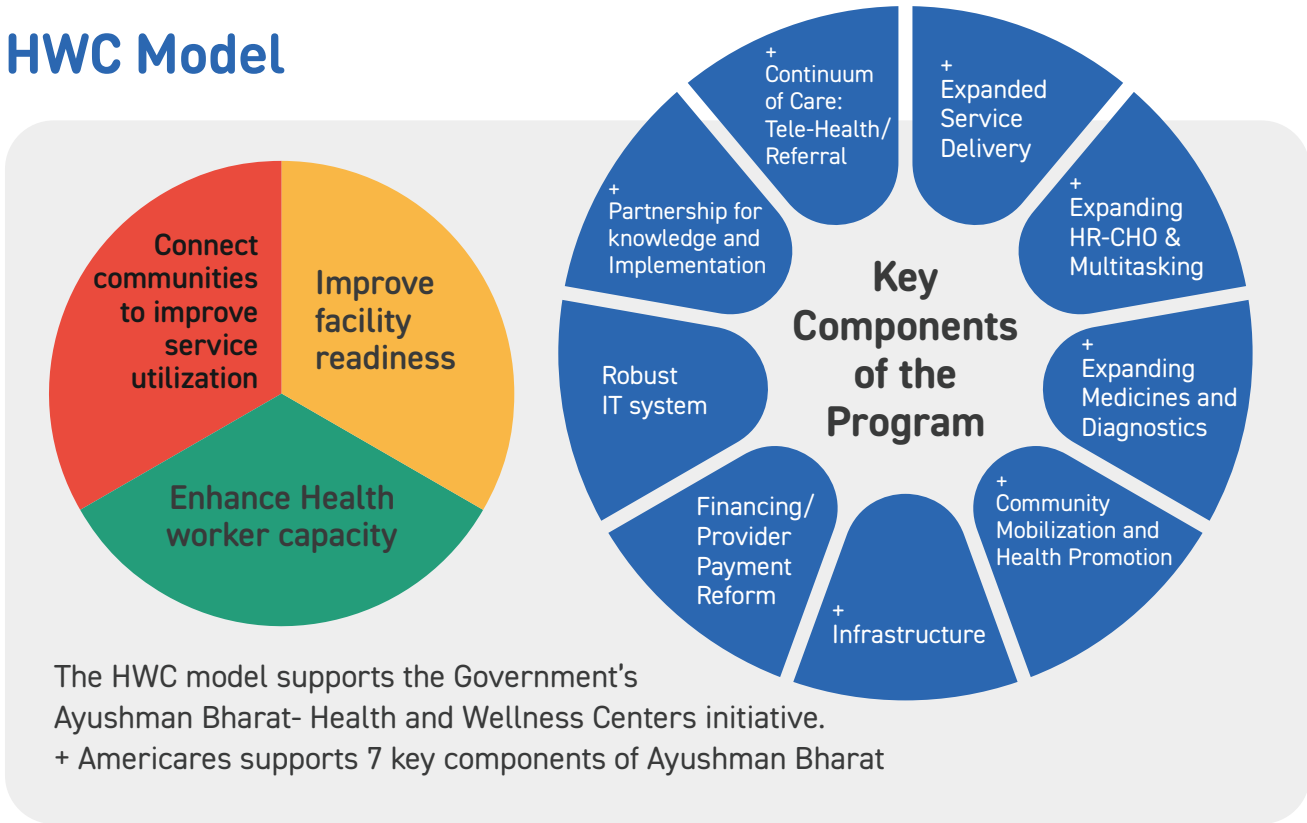 HWC Model
Connect
communities
to improve
service
utilization
Improve
facility
readiness
Enhance Health
worker capacity
+
Continuum
of Care:
Tele-Health/
Referral
+
Expanded
Service
Delivery
+
Expanding
HR-CHO &
Multitasking
+
Expanding
Medicines and
Diagnostics
+
Community
Mobilization and
Health Promotion
+
Infrastructure
Financing/
Provider
Payment
Reform
Robust
IT system
+
Partnership for
knowledge and
Implementation
Key
Components
of the
Program
The HWC model supports the Government's
Ayushman Bharat- Health and Wellness Centers initiative.
+ Americares supports 7 key components of Ayushman Bharat